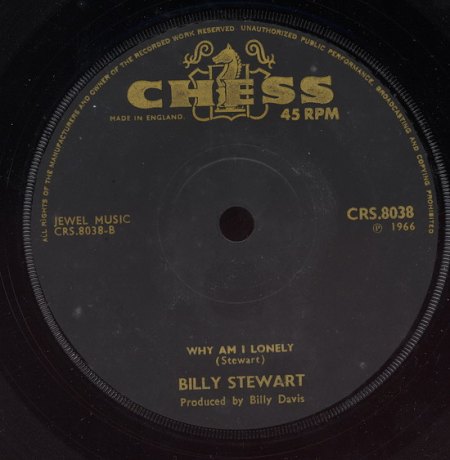 ALL RIGHTS OF THE MANUFACTURERS AND OWNER OF THE RECORDED WORK RESERVED UNAUTHORIZED PUBLIC PERFORMANCE, BROADCASTING AND COPYING PROHIBITED
CHESS
MADE IN ENGLAND.
45 RPM
JEWEL MUSIC
CRS.8038-B
CRS.8038
℗ 1966
WHY AM I LONELY
(Stewart)
BILLY STEWART
Produced by Billy Davis